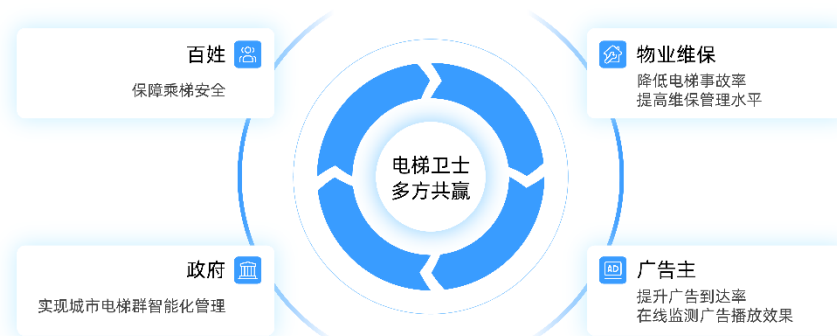 百姓
保障乘梯安全
物业维保
降低电梯事故率
提高维保管理水平
电梯卫士
多方共赢
政府
实现城市电梯群智能化管理
AD
广告主
提升广告到达率
在线监测广告播放效果